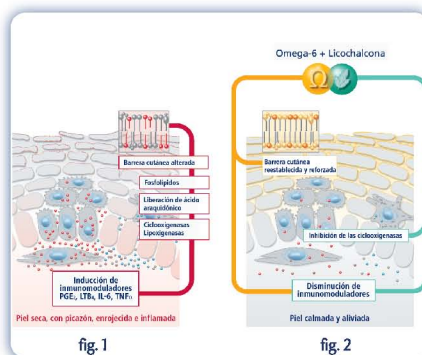 Omega-6 + Licochalcona
Ω
Barrera cutánea alterada
Fosfolípidos
Liberación de ácido
araquidónico
Ciclooxigenasas
Lipoxigenasas
Inducción de
inmunomoduladores
PGE₂, LTB₄, IL-6, TNFα
Piel seca, con picazón, enrojecida e inflamada
fig. 1
Barrera cutánea
reestablecida y reforzada
Inhibición de las ciclooxigenasas
Disminución de
inmunomoduladores
Piel calmada y aliviada
fig. 2